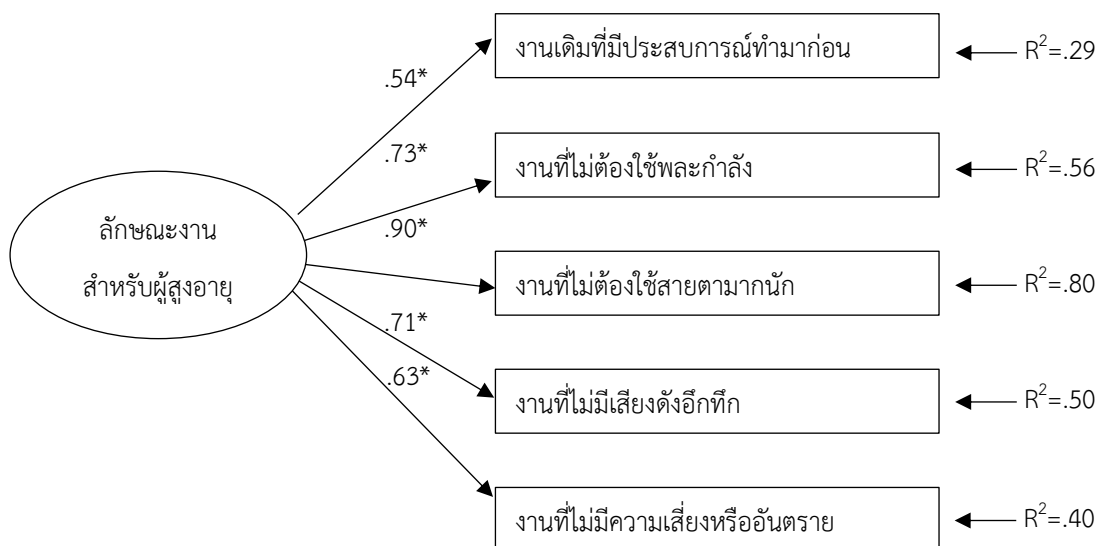 งานเดิมที่มีประสบการณ์ทำมาก่อน
R²=.29
.54*
.73*
งานที่ไม่ต้องใช้พละกำลัง
R²=.56
.90*
ลักษณะงาน
สำหรับผู้สูงอายุ
งานที่ไม่ต้องใช้สายตามากนัก
R²=.80
.71*
.63*
งานที่ไม่มีเสียงดังอึกทึก
R²=.50
งานที่ไม่มีความเสี่ยงหรืออันตราย
R²=.40